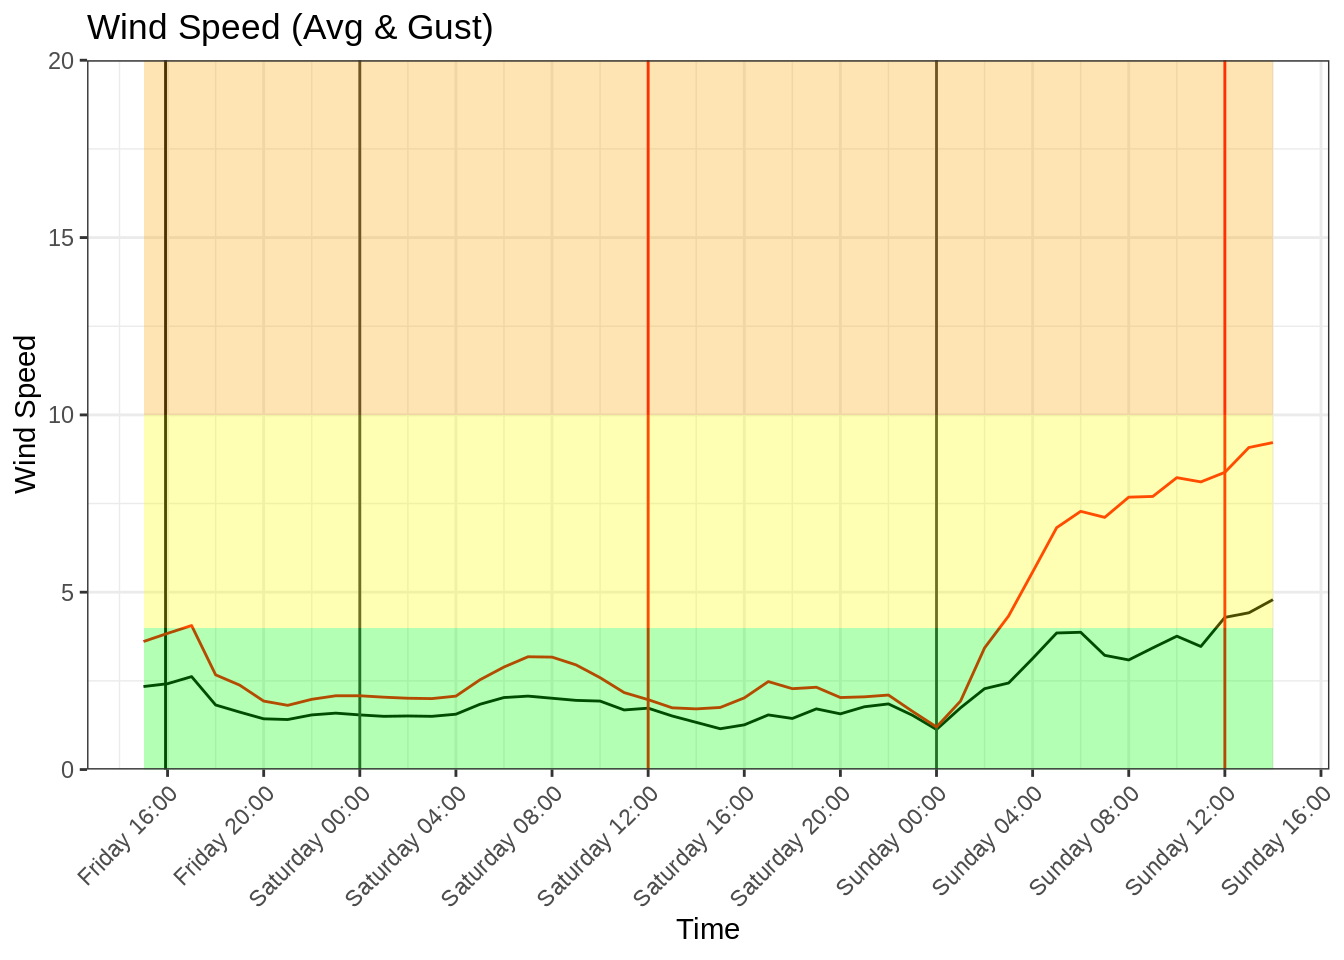 Wind Speed (Avg & Gust)
20
15
10
5
0
Wind Speed
Friday 16:00
Friday 20:00
Saturday 00:00
Saturday 04:00
Saturday 08:00
Saturday 12:00
Saturday 16:00
Saturday 20:00
Sunday 00:00
Sunday 04:00
Sunday 08:00
Sunday 12:00
Sunday 16:00
Time